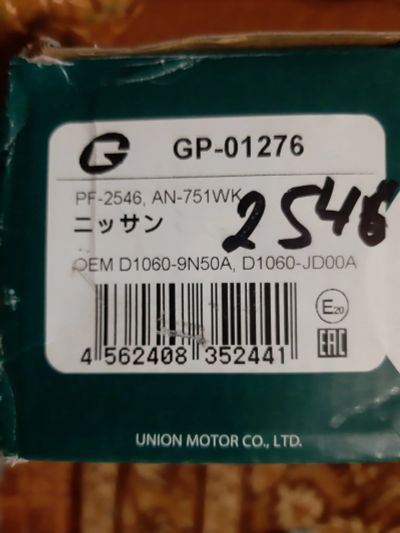 GP-01276
PF-2546, AN-751WK
2546
ニッサン
OEM D1060-9N50A, D1060-JD00A
E20
4 562408 352441
EAC
UNION MOTOR CO., LTD.